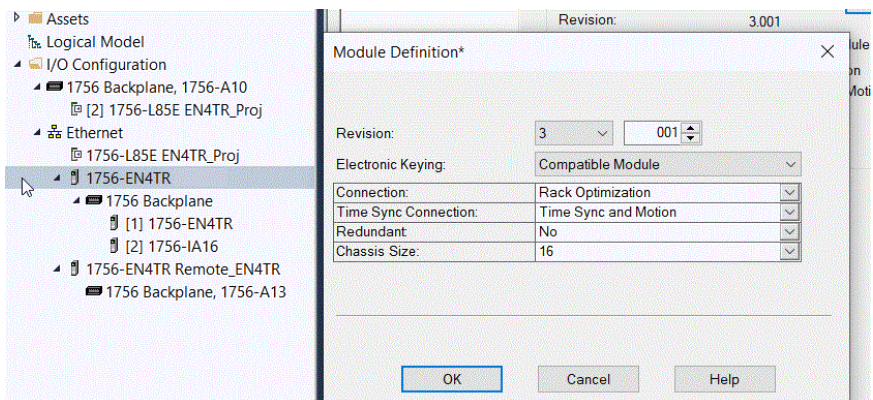 Assets
Logical Model
I/O Configuration
1756 Backplane, 1756-A10
[2] 1756-L85E EN4TR_Proj
Ethernet
1756-L85E EN4TR_Proj
1756-EN4TR
1756 Backplane
[1] 1756-EN4TR
[2] 1756-IA16
1756-EN4TR Remote_EN4TR
1756 Backplane, 1756-A13
Revision: 3.001
Module Definition*
Revision: 3 001
Electronic Keying: Compatible Module
Connection: Rack Optimization
Time Sync Connection: Time Sync and Motion
Redundant: No
Chassis Size: 16
OK Cancel Help